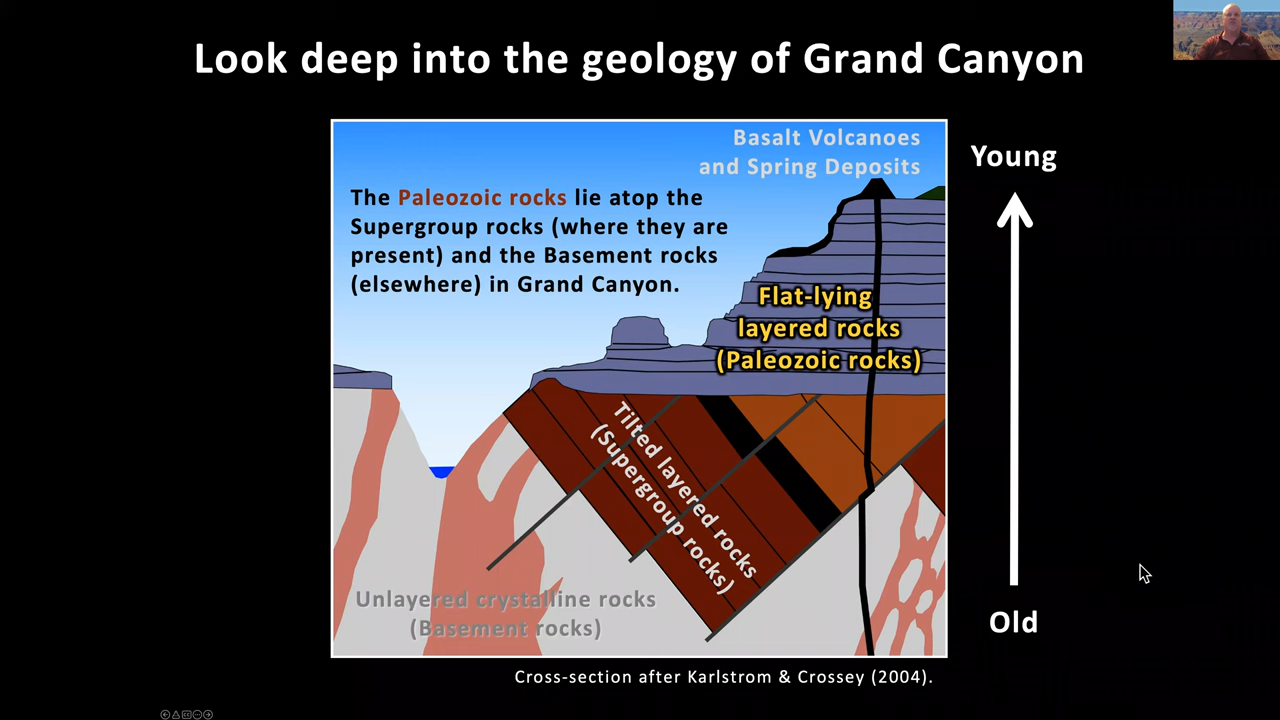 Look deep into the geology of Grand Canyon
Basalt Volcanoes
and Spring Deposits
Young
The Paleozoic rocks lie atop the
Supergroup rocks (where they are
present) and the Basement rocks
(elsewhere) in Grand Canyon.
Flat-lying
layered rocks
(Paleozoic rocks)
Tilted layered rocks
(Supergroup rocks)
Unlayered crystalline rocks
(Basement rocks)
Old
Cross-section after Karlstrom & Crossey (2004).